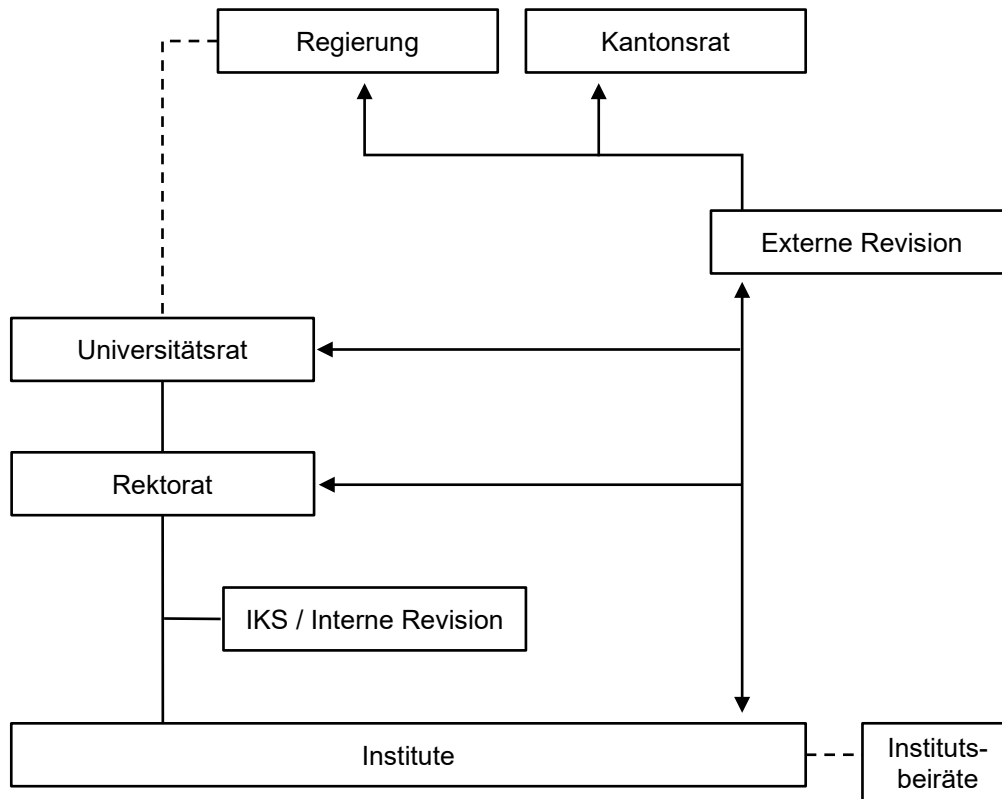 Regierung
Kantonsrat
Externe Revision
Universitätsrat
Rektorat
IKS / Interne Revision
Institute
Instituts-
beiräte